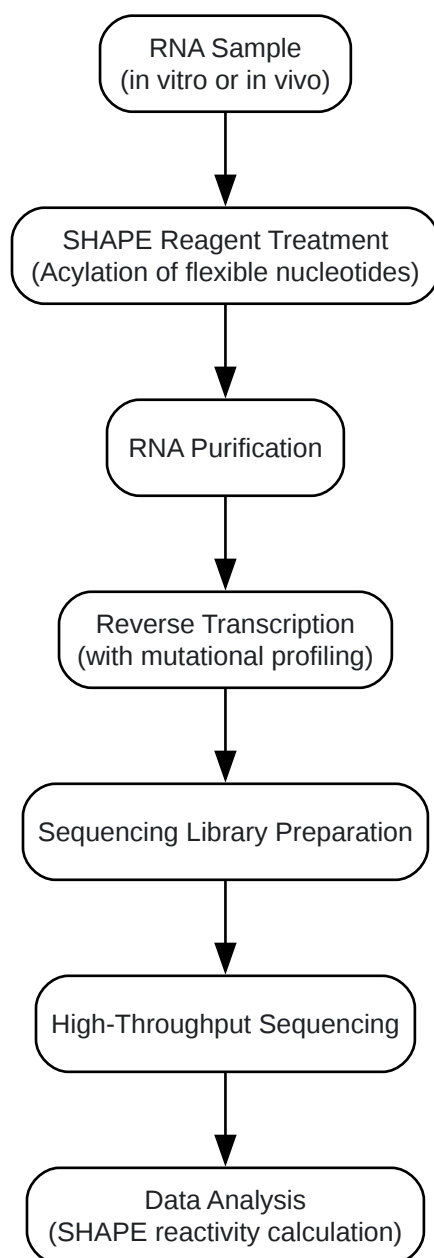 RNA Sample
(in vitro or in vivo)
SHAPE Reagent Treatment
(Acylation of flexible nucleotides)
RNA Purification
Reverse Transcription
(with mutational profiling)
Sequencing Library Preparation
High-Throughput Sequencing
Data Analysis
(SHAPE reactivity calculation)